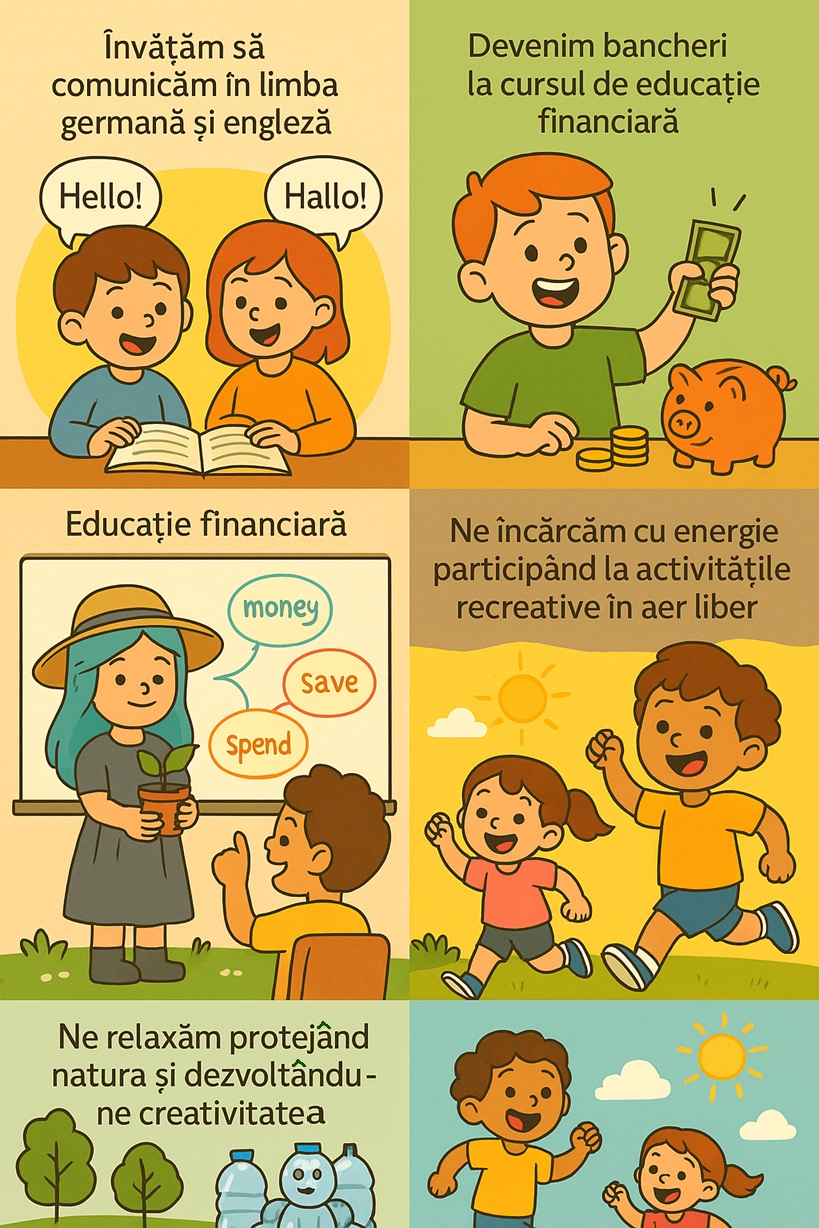 Învățăm să
comunicăm în limba
germană și engleză
Hello!
Hallo!
Devenim bancheri
la cursul de educație
financiară
Educație financiară
money
save
spend
Ne încărcăm cu energie
participând la activitățile
recreative în aer liber
Ne relaxăm protejând
natura și dezvoltându-
ne creativitatea